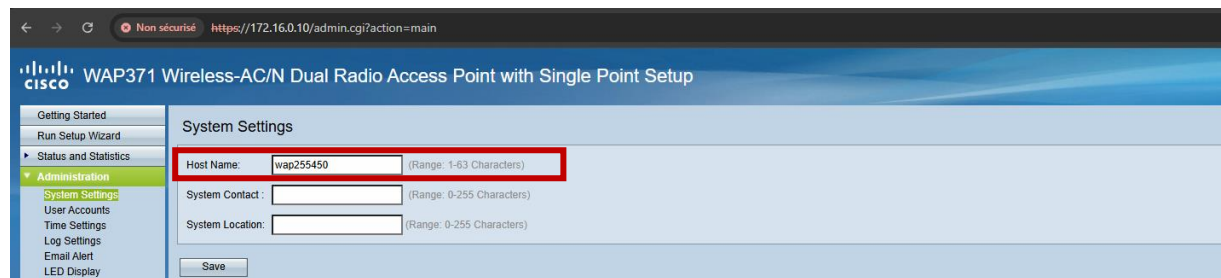 Non sécurisé https://172.16.0.10/admin.cgi?action=main
CISCO WAP371 Wireless-AC/N Dual Radio Access Point with Single Point Setup
Getting Started
Run Setup Wizard
Status and Statistics
Administration
System Settings
User Accounts
Time Settings
Log Settings
Email Alert
LED Display
System Settings
Host Name: wap255450 (Range: 1-63 Characters)
System Contact : (Range: 0-255 Characters)
System Location: (Range: 0-255 Characters)
Save